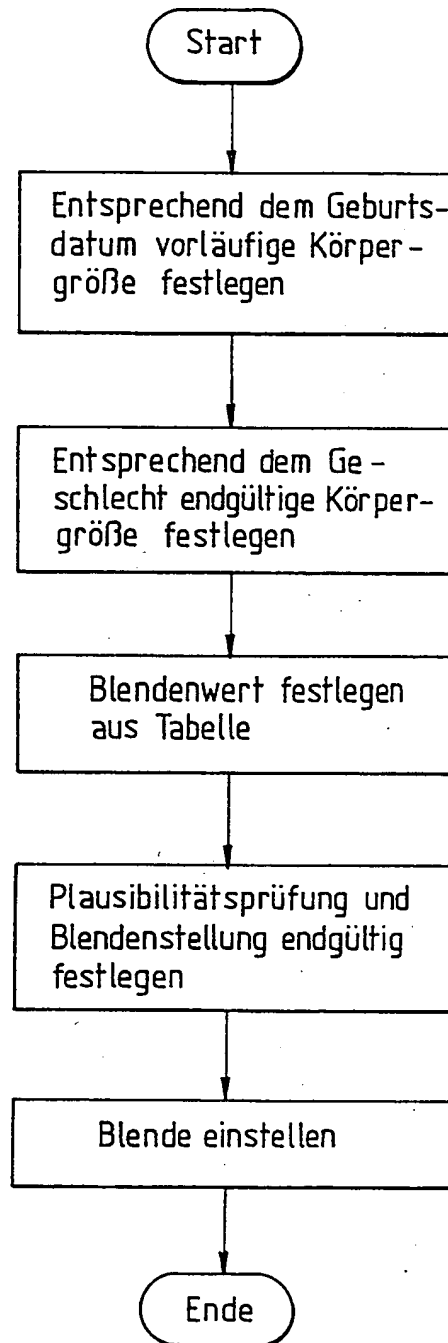 Start
Entsprechend dem Geburts-
datum vorläufige Körper-
größe festlegen
Entsprechend dem Ge-
schlecht endgültige Körper-
größe festlegen
Blendenwert festlegen
aus Tabelle
Plausibilitätsprüfung und
Blendenstellung endgültig
festlegen
Blende einstellen
Ende